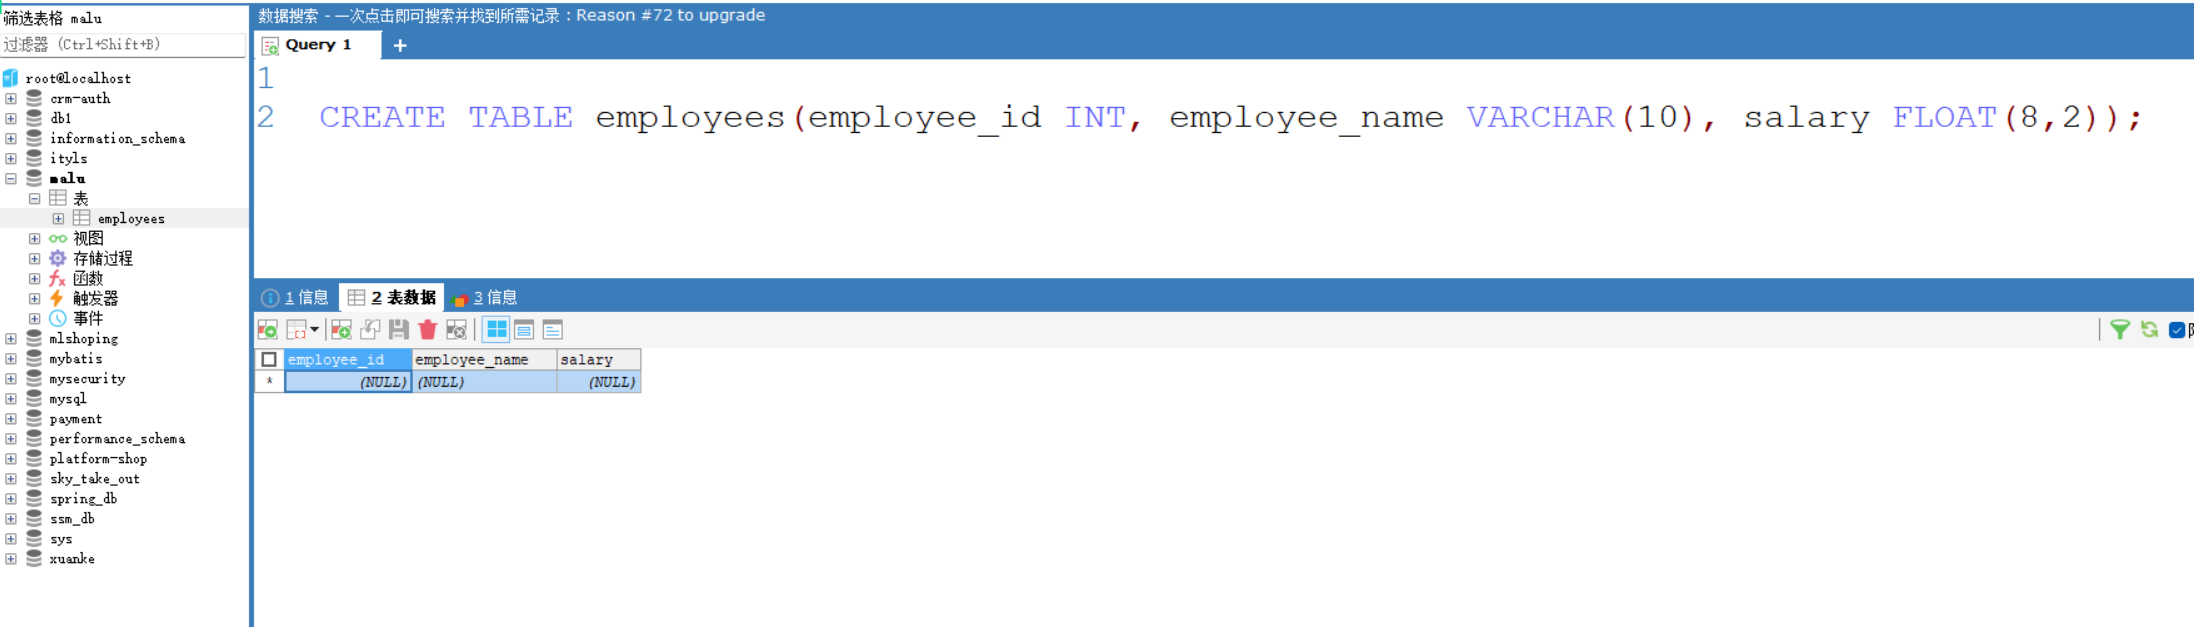 筛选表格 malu
过滤器 (Ctrl+Shift+B)
root@localhost
crm-auth
db1
information_schema
ityls
malu
表
employees
视图
存储过程
函数
触发器
事件
mlshoping
mybatis
mysecurity
mysql
payment
performance_schema
platform-shop
sky_take_out
spring_db
ssm_db
sys
xuanke
数据搜索 - 一次点击即可搜索并找到所需记录 : Reason #72 to upgrade
Query 1 +
1
2 CREATE TABLE employees(employee_id INT, employee_name VARCHAR(10), salary FLOAT(8,2));
1 信息 2 表数据 3 信息
employee_id employee_name salary
* (NULL) (NULL) (NULL)